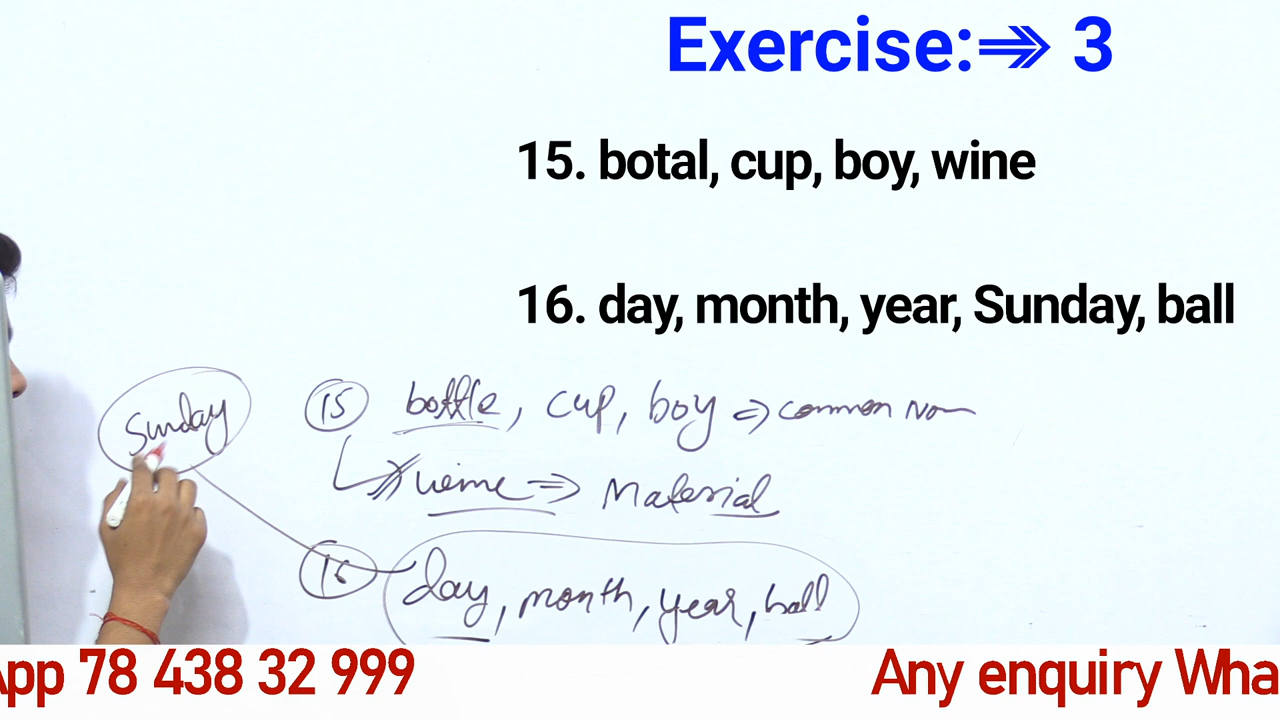 Exercise:⇛ 3
15. botal, cup, boy, wine
16. day, month, year, Sunday, ball
Sunday
15 bottle, cup, boy ⇒ common Noun
wine ⇒ Material
16 day, month, year, ball
App 78 438 32 999 Any enquiry Wha